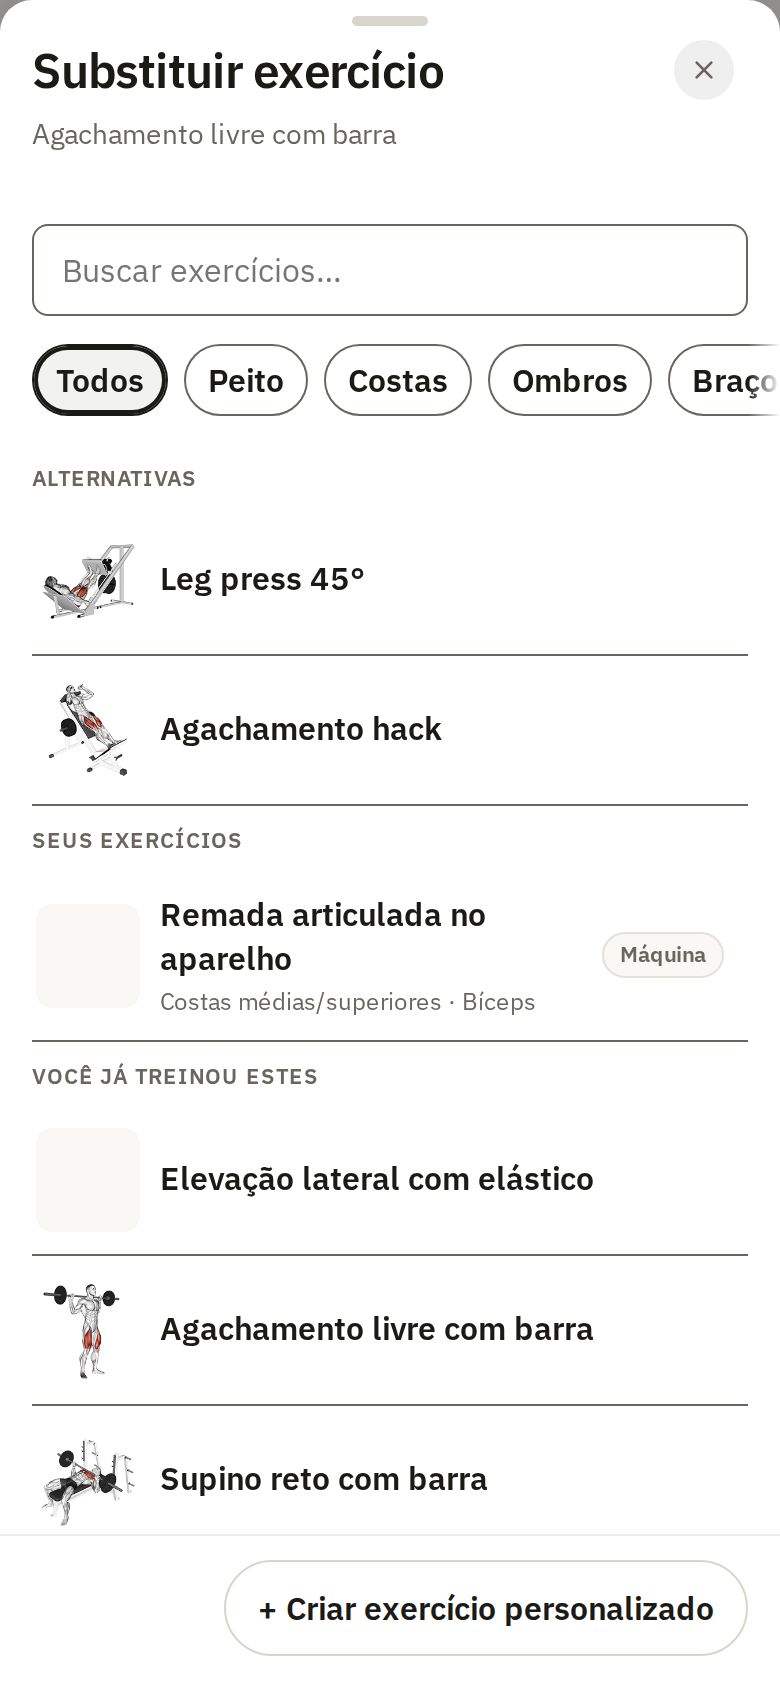 Substituir exercício
Agachamento livre com barra
Buscar exercícios...
Todos
Peito
Costas
Ombros
Braço
ALTERNATIVAS
Leg press 45°
Agachamento hack
SEUS EXERCÍCIOS
Remada articulada no
aparelho
Costas médias/superiores · Bíceps
Máquina
VOCÊ JÁ TREINOU ESTES
Elevação lateral com elástico
Agachamento livre com barra
Supino reto com barra
+ Criar exercício personalizado